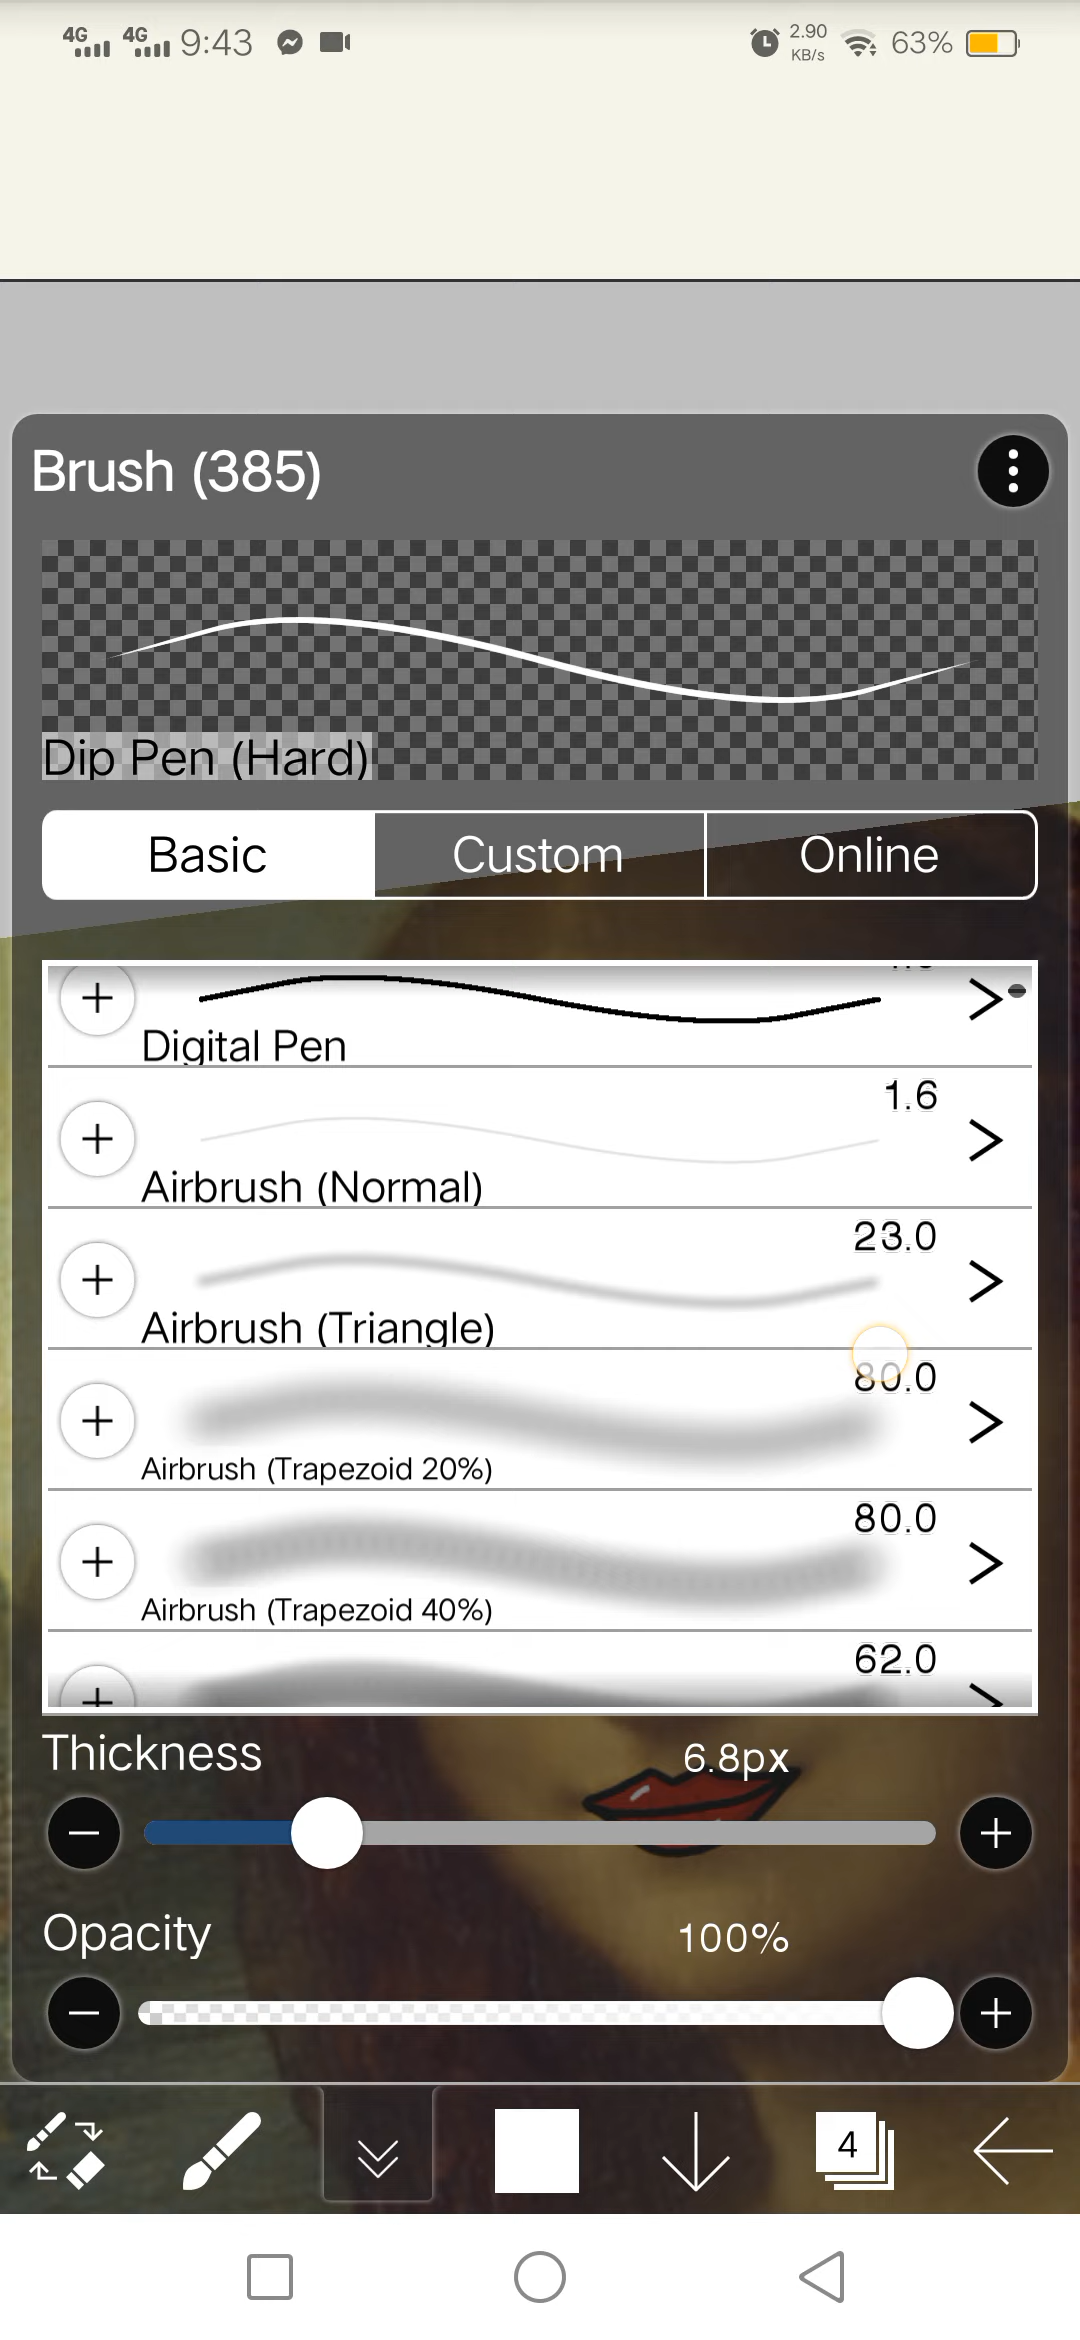 4G 4G 9:43 2.90 KB/s 63%
Brush (385)
Dip Pen (Hard)
Basic Custom Online
Digital Pen
1.6
Airbrush (Normal)
23.0
Airbrush (Triangle)
80.0
Airbrush (Trapezoid 20%)
80.0
Airbrush (Trapezoid 40%)
62.0
Thickness 6.8px
Opacity 100%
4